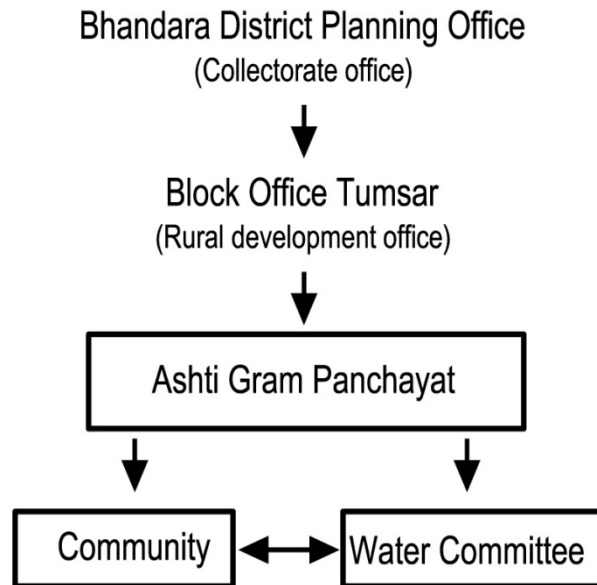 Bhandara District Planning Office
(Collectorate office)
Block Office Tumsar
(Rural development office)
Ashti Gram Panchayat
Community
Water Committee